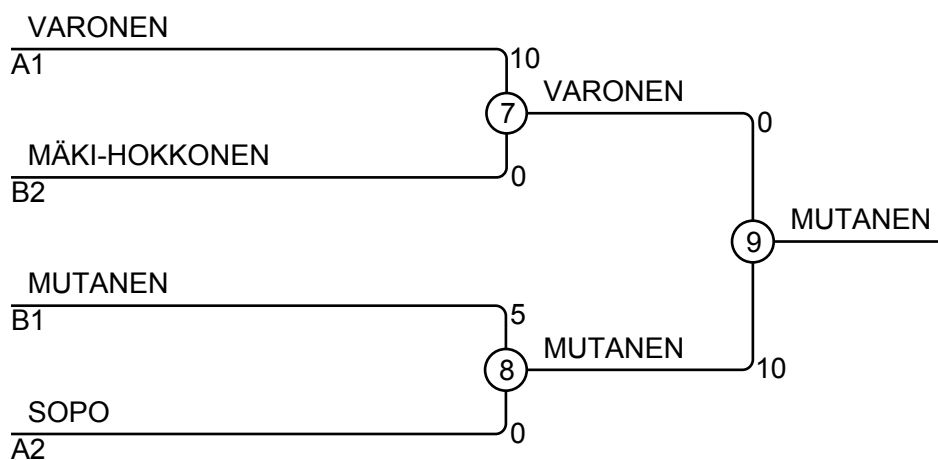 VARONEN
A1
10
7
VARONEN
0
MÄKI-HOKKONEN
B2
0
9
MUTANEN
MUTANEN
B1
5
8
MUTANEN
10
SOPO
A2
0